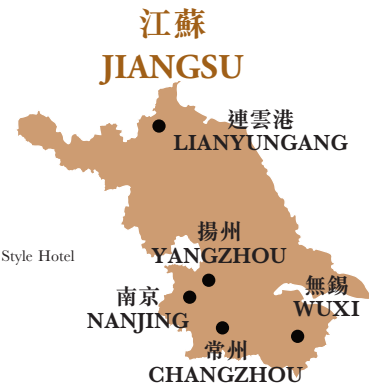 江蘇
JIANGSU
連雲港
LIANYUNGANG
揚州
YANGZHOU
Style Hotel
南京
NANJING
無錫
WUXI
常州
CHANGZHOU